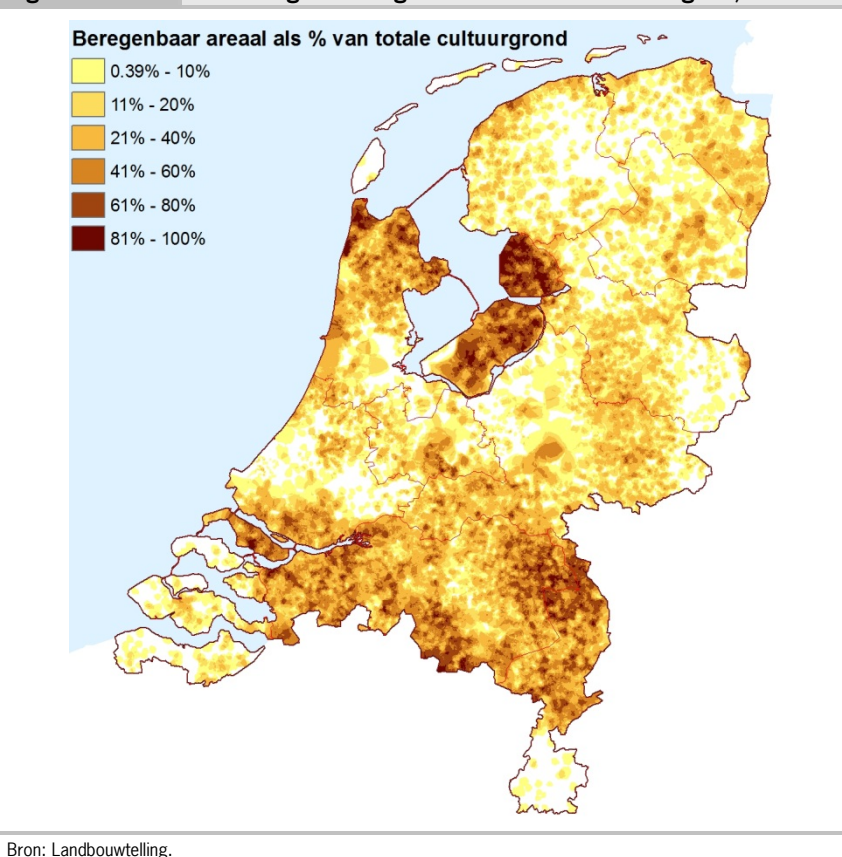 Beregenbaar areaal als % van totale cultuurgrond
0.39% - 10%
11% - 20%
21% - 40%
41% - 60%
61% - 80%
81% - 100%
Bron: Landbouwtelling.